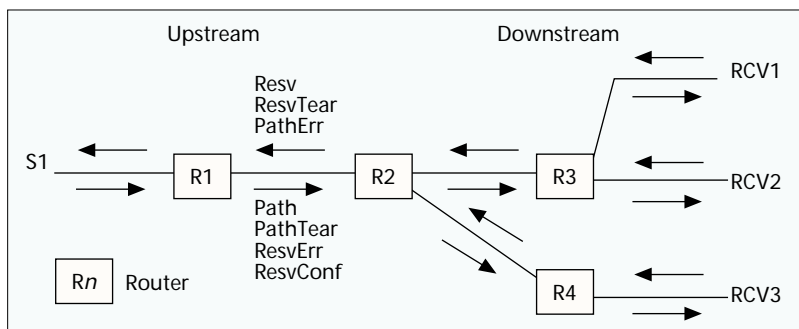 Upstream
Downstream
Resv
ResvTear
PathErr
RCV1
S1
R1
R2
R3
RCV2
Path
PathTear
ResvErr
ResvConf
Rn Router
R4
RCV3